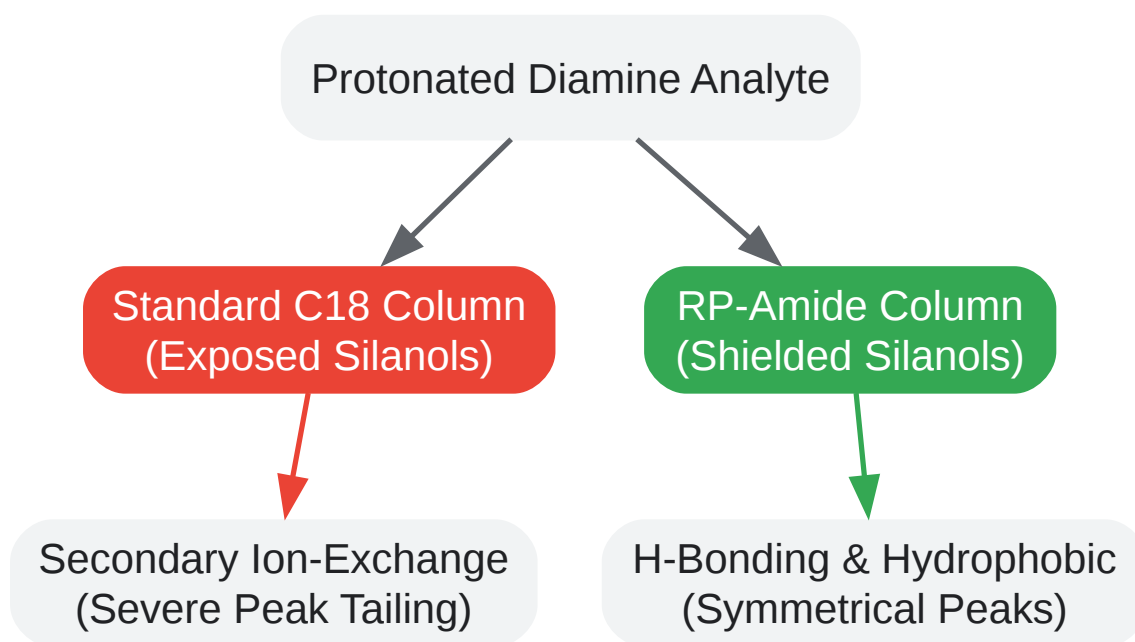 Protonated Diamine Analyte
Standard C18 Column
(Exposed Silanols)
RP-Amide Column
(Shielded Silanols)
Secondary Ion-Exchange
(Severe Peak Tailing)
H-Bonding & Hydrophobic
(Symmetrical Peaks)